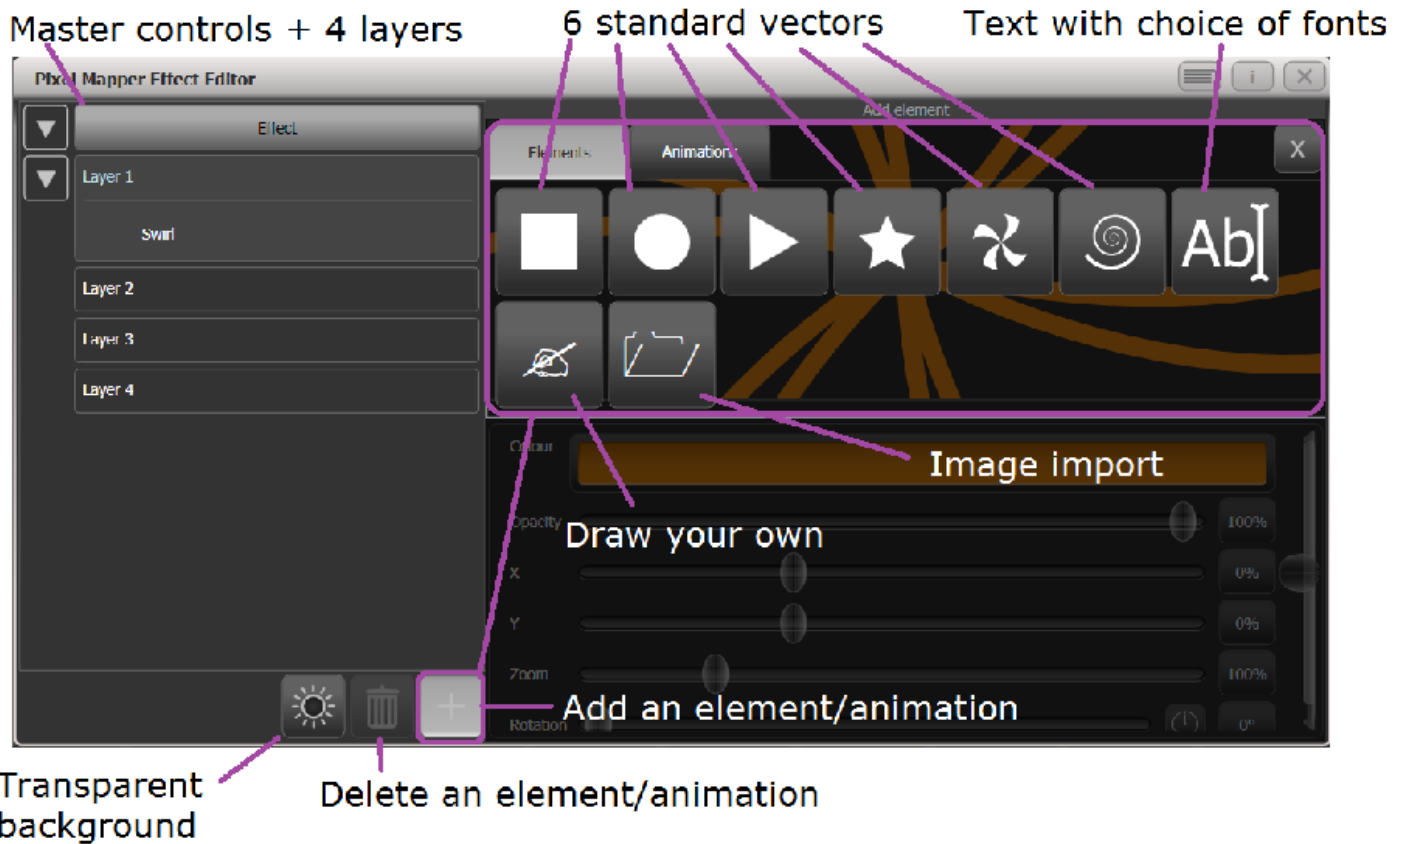 Master controls + 4 layers
6 standard vectors
Text with choice of fonts
Pixel Mapper Effect Editor
i
X
Add element
Effect
Elements
Animations
X
Layer 1
Swirl
Ab
Layer 2
Layer 3
Layer 4
Colour
Image import
Opacity
100%
Draw your own
X
0%
Y
0%
Zoom
100%
Add an element/animation
Rotation
0°
Transparent
background
Delete an element/animation